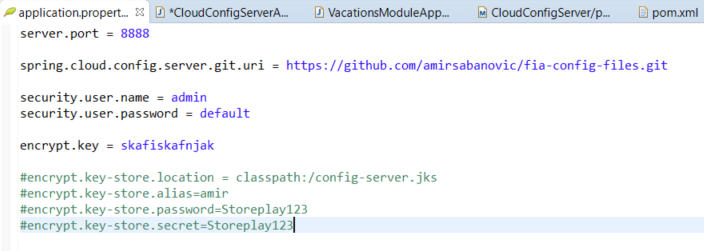 application.propert... *CloudConfigServerA... VacationsModuleApp... CloudConfigServer/p... pom.xml
server.port = 8888
spring.cloud.config.server.git.uri = https://github.com/amirsabanovic/fia-config-files.git
security.user.name = admin
security.user.password = default
encrypt.key = skafiskafnjak
#encrypt.key-store.location = classpath:/config-server.jks
#encrypt.key-store.alias=amir
#encrypt.key-store.password=Storeplay123
#encrypt.key-store.secret=Storeplay123